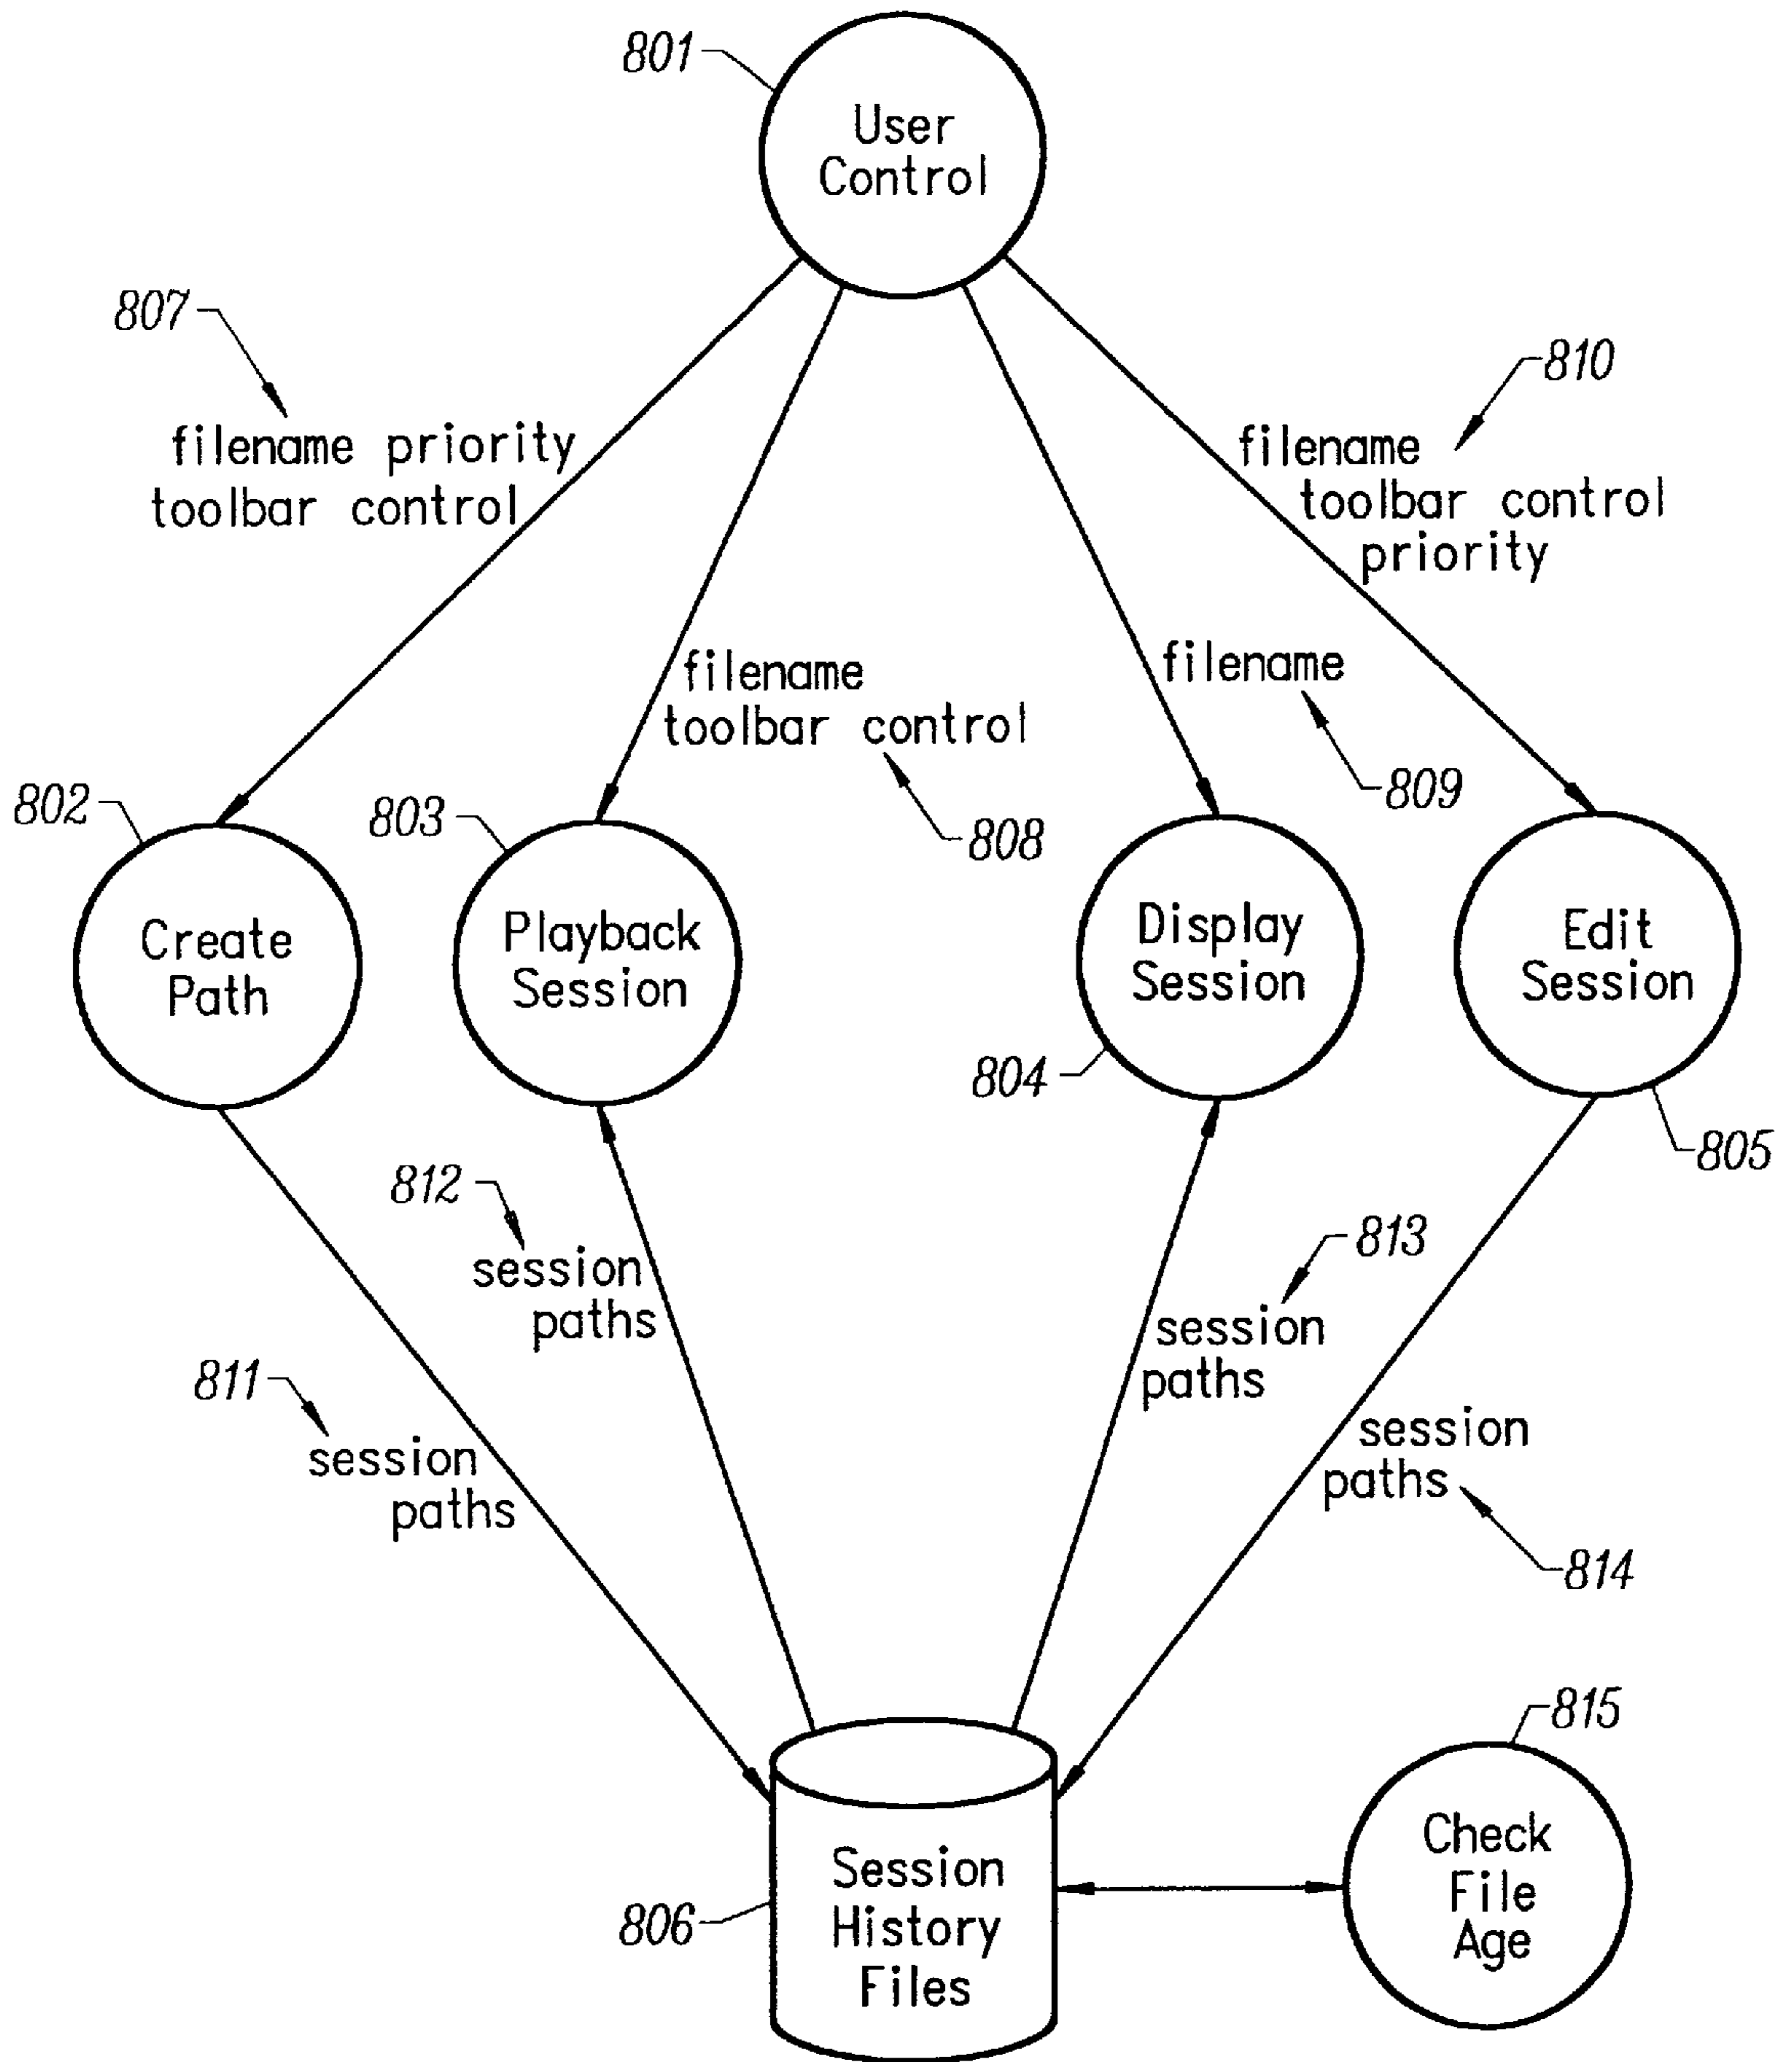 801
User
Control
807
filename priority
toolbar control
810
filename
toolbar control
priority
filename
toolbar control
808
filename
809
802
Create
Path
803
Playback
Session
Display
Session
804
Edit
Session
805
812
session
paths
813
session
paths
811
session
paths
session
paths
814
806
Session
History
Files
815
Check
File
Age